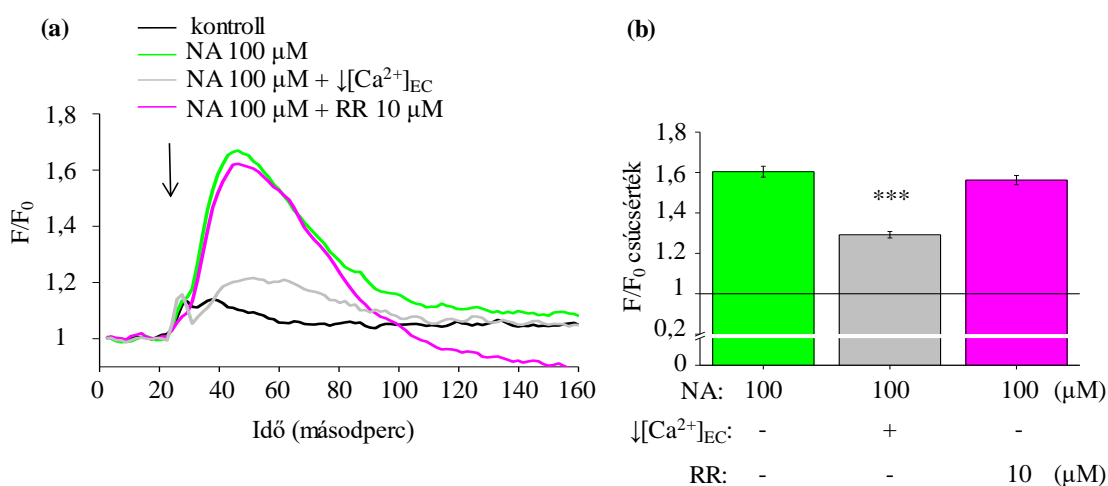 (a)
kontroll
NA 100 µM
NA 100 µM + ↓[Ca²⁺]EC
NA 100 µM + RR 10 µM
1,8
1,6
1,4
1,2
1
F/F₀
0 20 40 60 80 100 120 140 160
Idő (másodperc)
(b)
1,8
1,6
1,4
1,2
1
0,2
0
F/F₀ csúcsérték
***
NA: 100 100 100 (µM)
↓[Ca²⁺]EC: - + -
RR: - - 10 (µM)